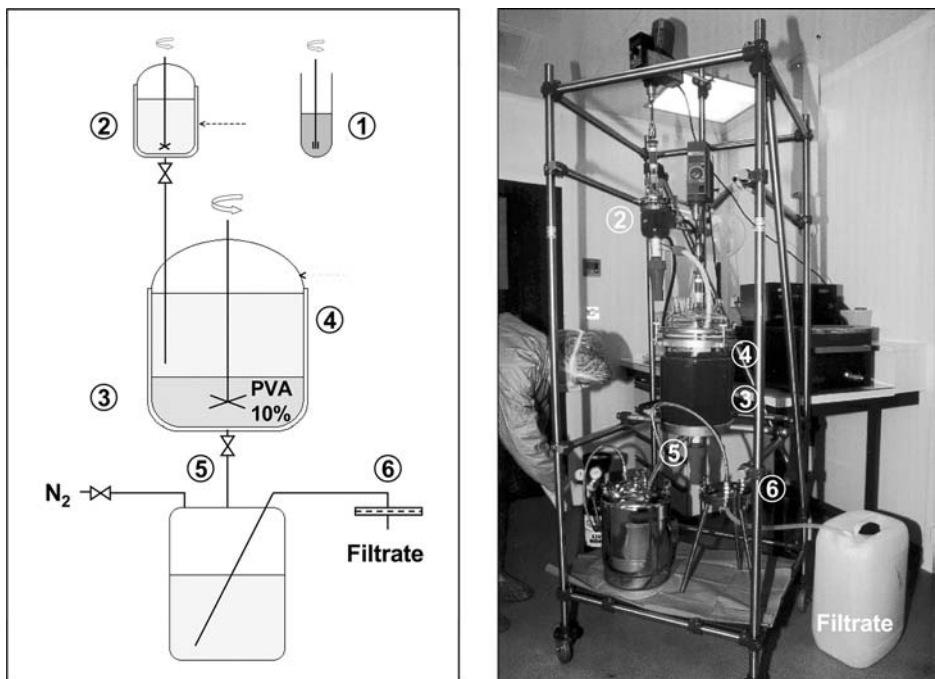 ② ①
④
③ PVA
10%
⑤ ⑥
N₂
Filtrate
②
④
③
⑤
⑥
Filtrate